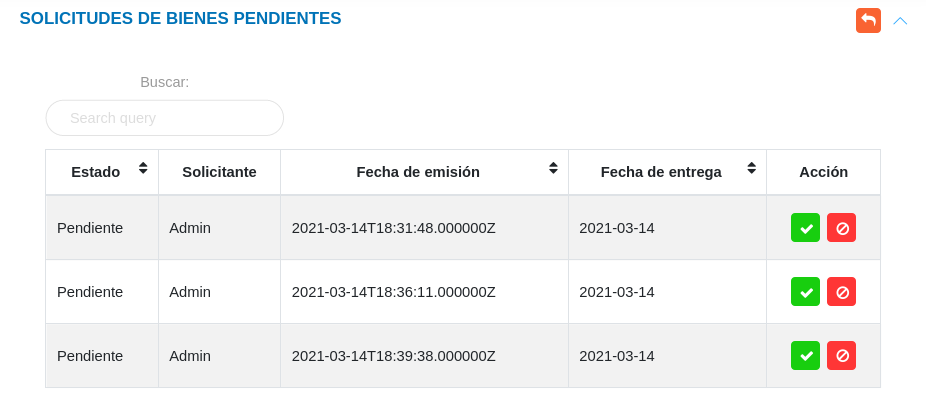 SOLICITUDES DE BIENES PENDIENTES
Buscar:
Search query
Estado Solicitante Fecha de emisión Fecha de entrega Acción
Pendiente Admin 2021-03-14T18:31:48.000000Z 2021-03-14
Pendiente Admin 2021-03-14T18:36:11.000000Z 2021-03-14
Pendiente Admin 2021-03-14T18:39:38.000000Z 2021-03-14